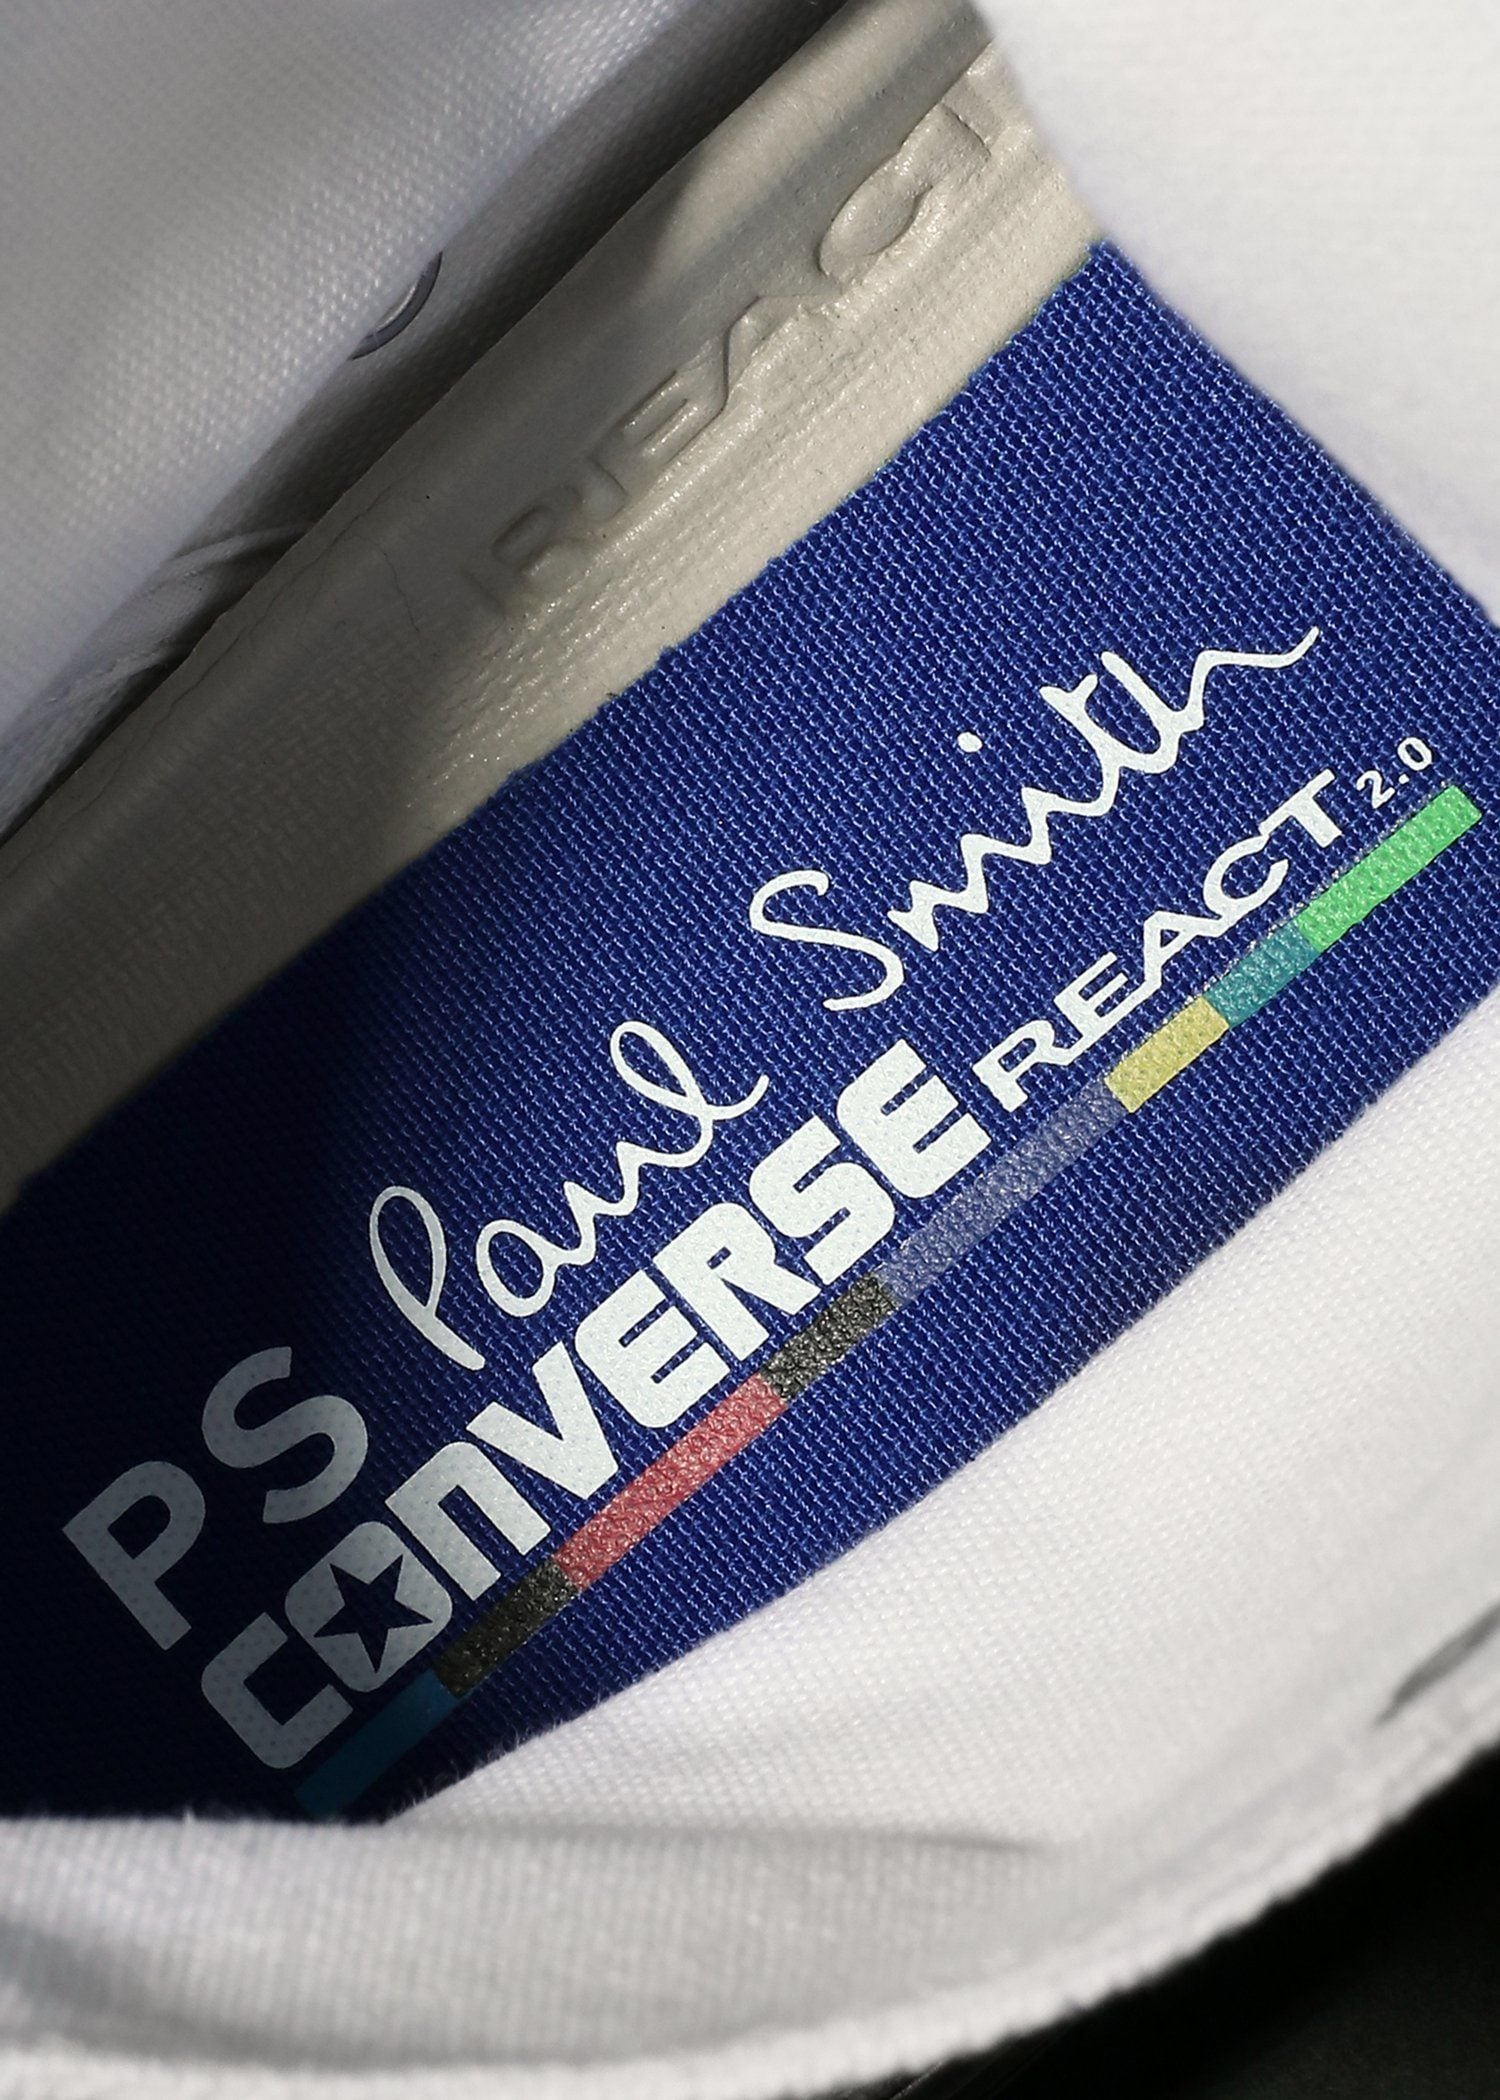 REACT
PS Paul Smith
CONVERSE REACT 2.0